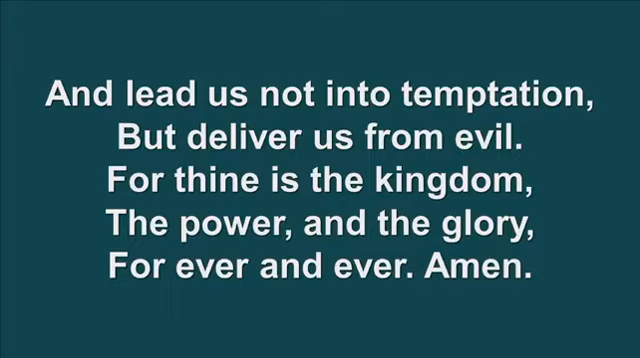 And lead us not into temptation,
But deliver us from evil.
For thine is the kingdom,
The power, and the glory,
For ever and ever. Amen.